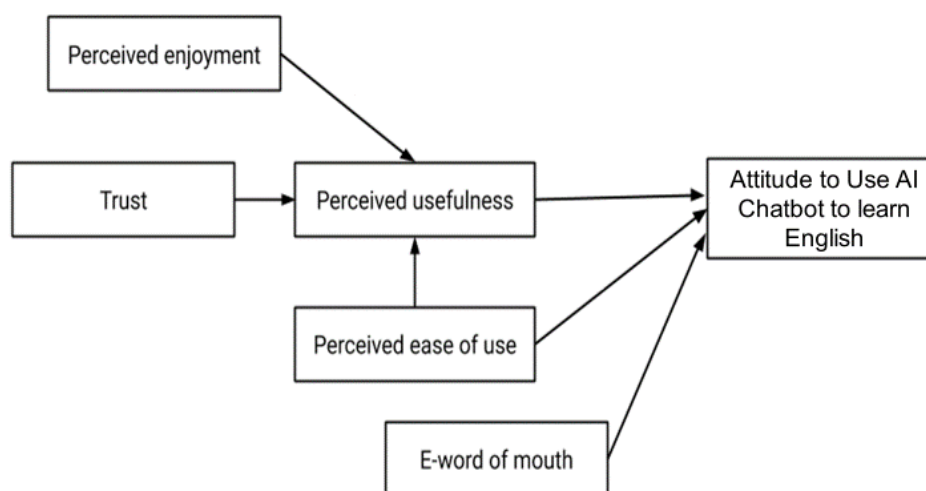 Perceived enjoyment
Trust
Perceived usefulness
Attitude to Use AI
Chatbot to learn
English
Perceived ease of use
E-word of mouth